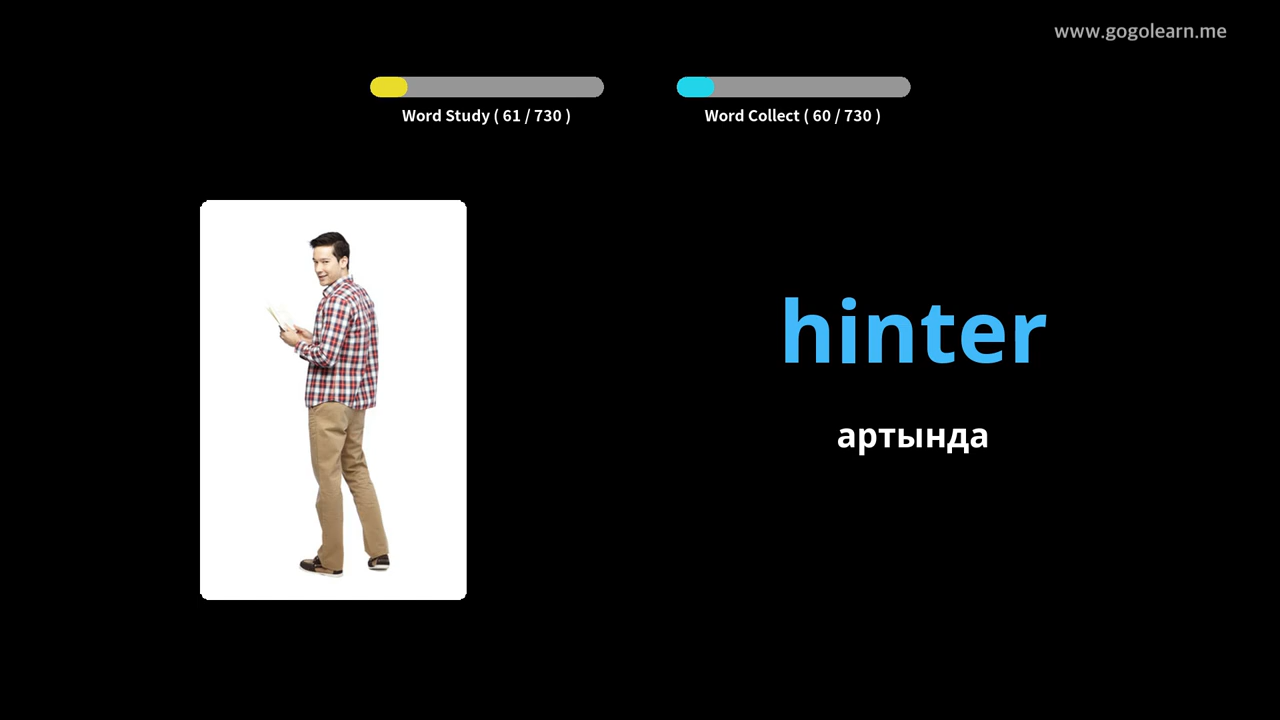 www.gogolearn.me
Word Study ( 61 / 730 )
Word Collect ( 60 / 730 )
hinter
артында